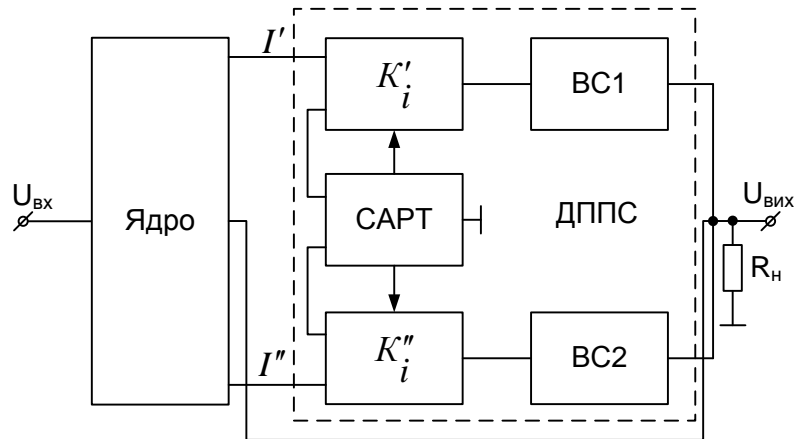 I′
K′i
ВС1
Uвх
Ядро
САРТ
ДППС
Uвих
Rн
I″
K″i
ВС2